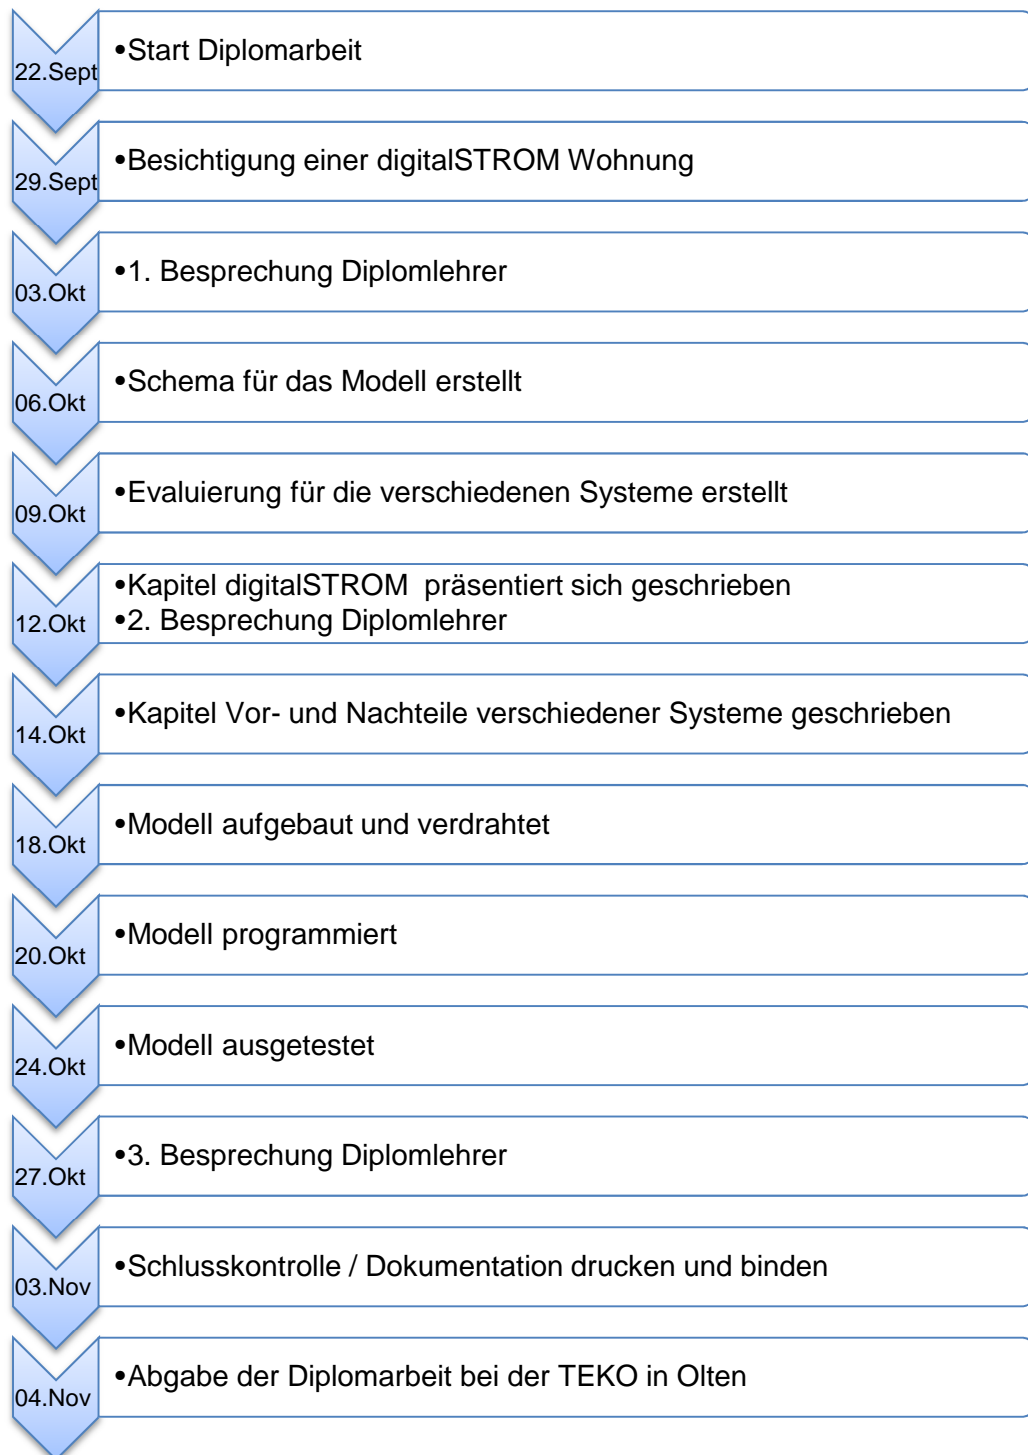 22.Sept
•Start Diplomarbeit
29.Sept
•Besichtigung einer digitalSTROM Wohnung
03.Okt
•1. Besprechung Diplomlehrer
06.Okt
•Schema für das Modell erstellt
09.Okt
•Evaluierung für die verschiedenen Systeme erstellt
12.Okt
•Kapitel digitalSTROM  präsentiert sich geschrieben
•2. Besprechung Diplomlehrer
14.Okt
•Kapitel Vor- und Nachteile verschiedener Systeme geschrieben
18.Okt
•Modell aufgebaut und verdrahtet
20.Okt
•Modell programmiert
24.Okt
•Modell ausgetestet
27.Okt
•3. Besprechung Diplomlehrer
03.Nov
•Schlusskontrolle / Dokumentation drucken und binden
04.Nov
•Abgabe der Diplomarbeit bei der TEKO in Olten